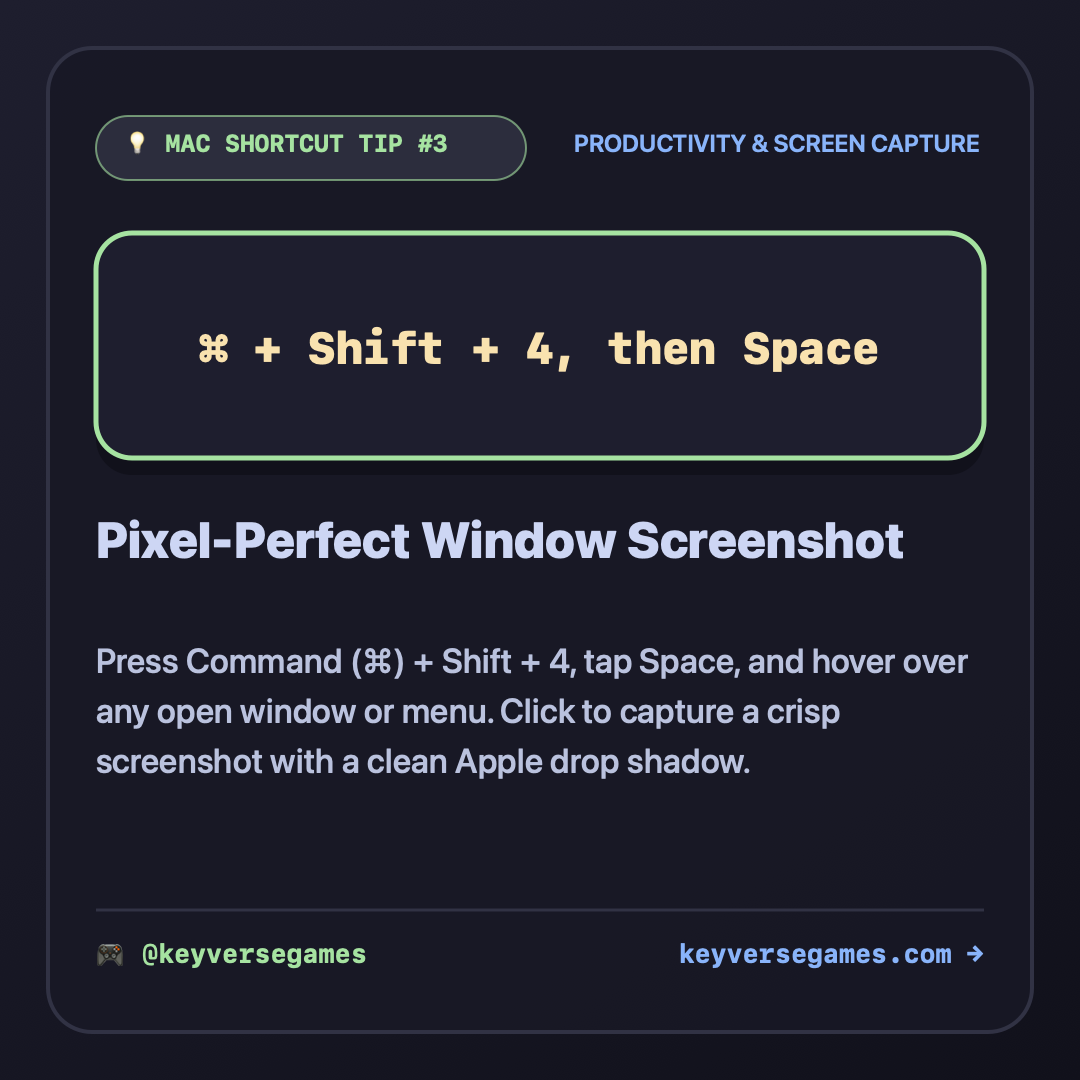 💡 MAC SHORTCUT TIP #3
PRODUCTIVITY & SCREEN CAPTURE
⌘ + Shift + 4, then Space
Pixel-Perfect Window Screenshot
Press Command (⌘) + Shift + 4, tap Space, and hover over
any open window or menu. Click to capture a crisp
screenshot with a clean Apple drop shadow.
🎮 @keyversegames
keyversegames.com →